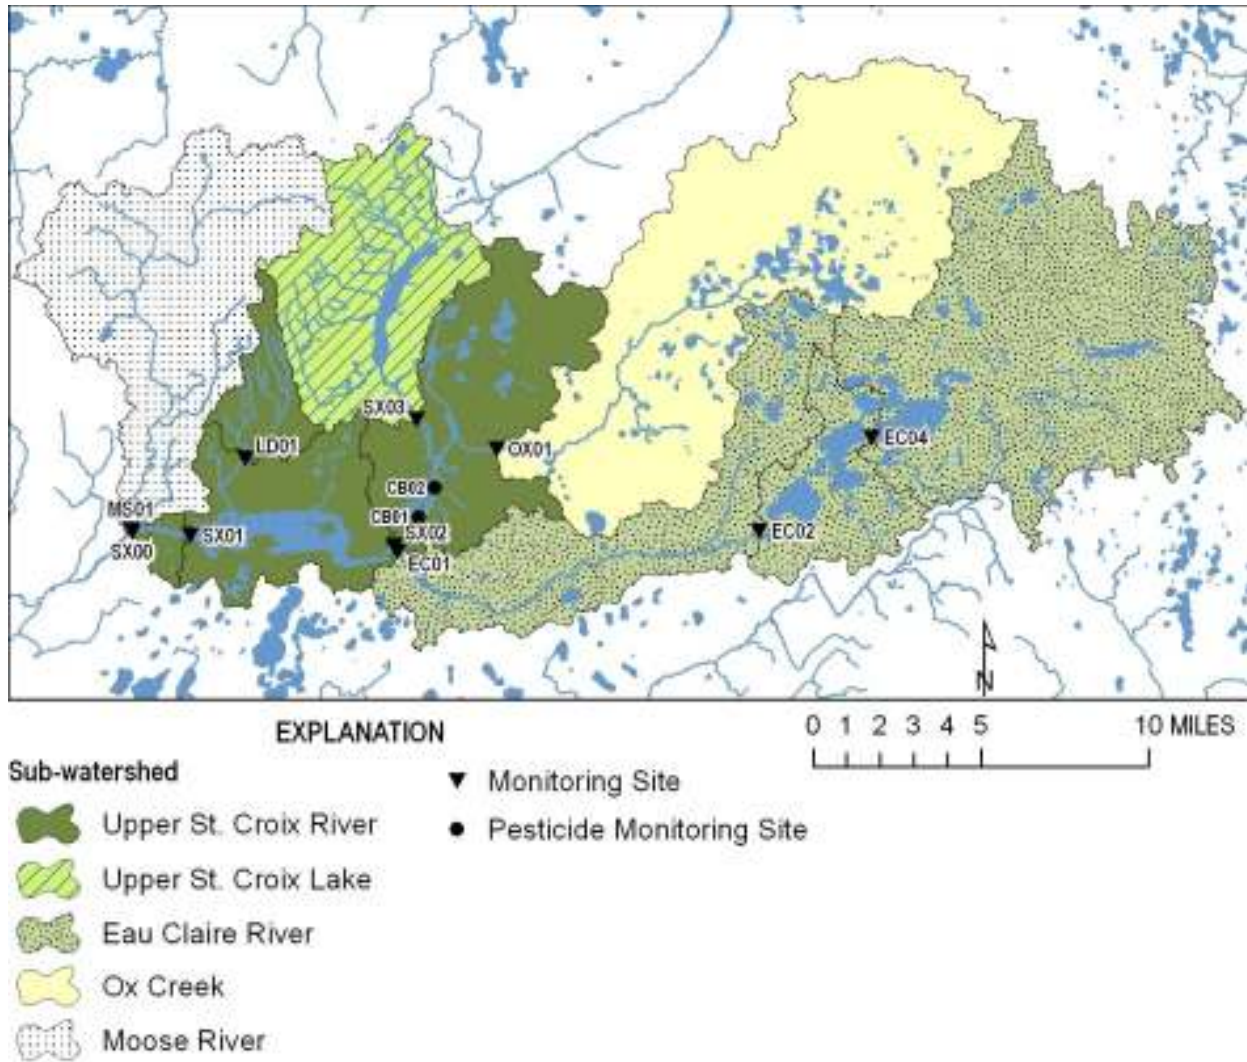 SX03
LD01
OX01
EC04
CB02
MS01
CB01
SX01
SX02
EC02
SX00
EC01
N
EXPLANATION
0 1 2 3 4 5 10 MILES
Sub-watershed
Monitoring Site
Upper St. Croix River
Pesticide Monitoring Site
Upper St. Croix Lake
Eau Claire River
Ox Creek
Moose River